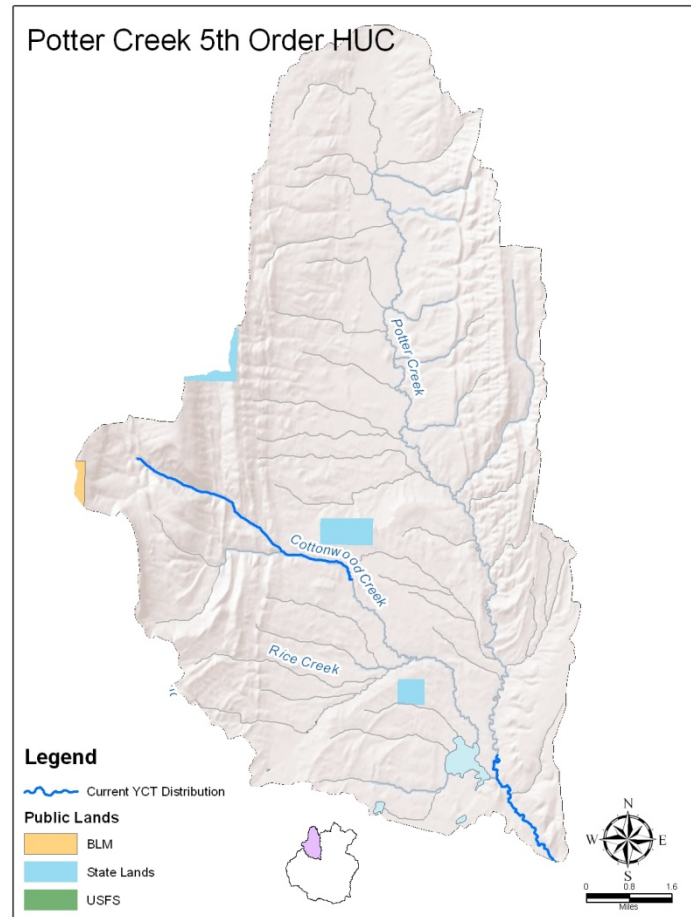 Potter Creek 5th Order HUC
Potter Creek
Cottonwood Creek
Rice Creek
Legend
Current YCT Distribution
Public Lands
BLM
State Lands
USFS
N
W
E
S
0 0.8 1.6
Miles